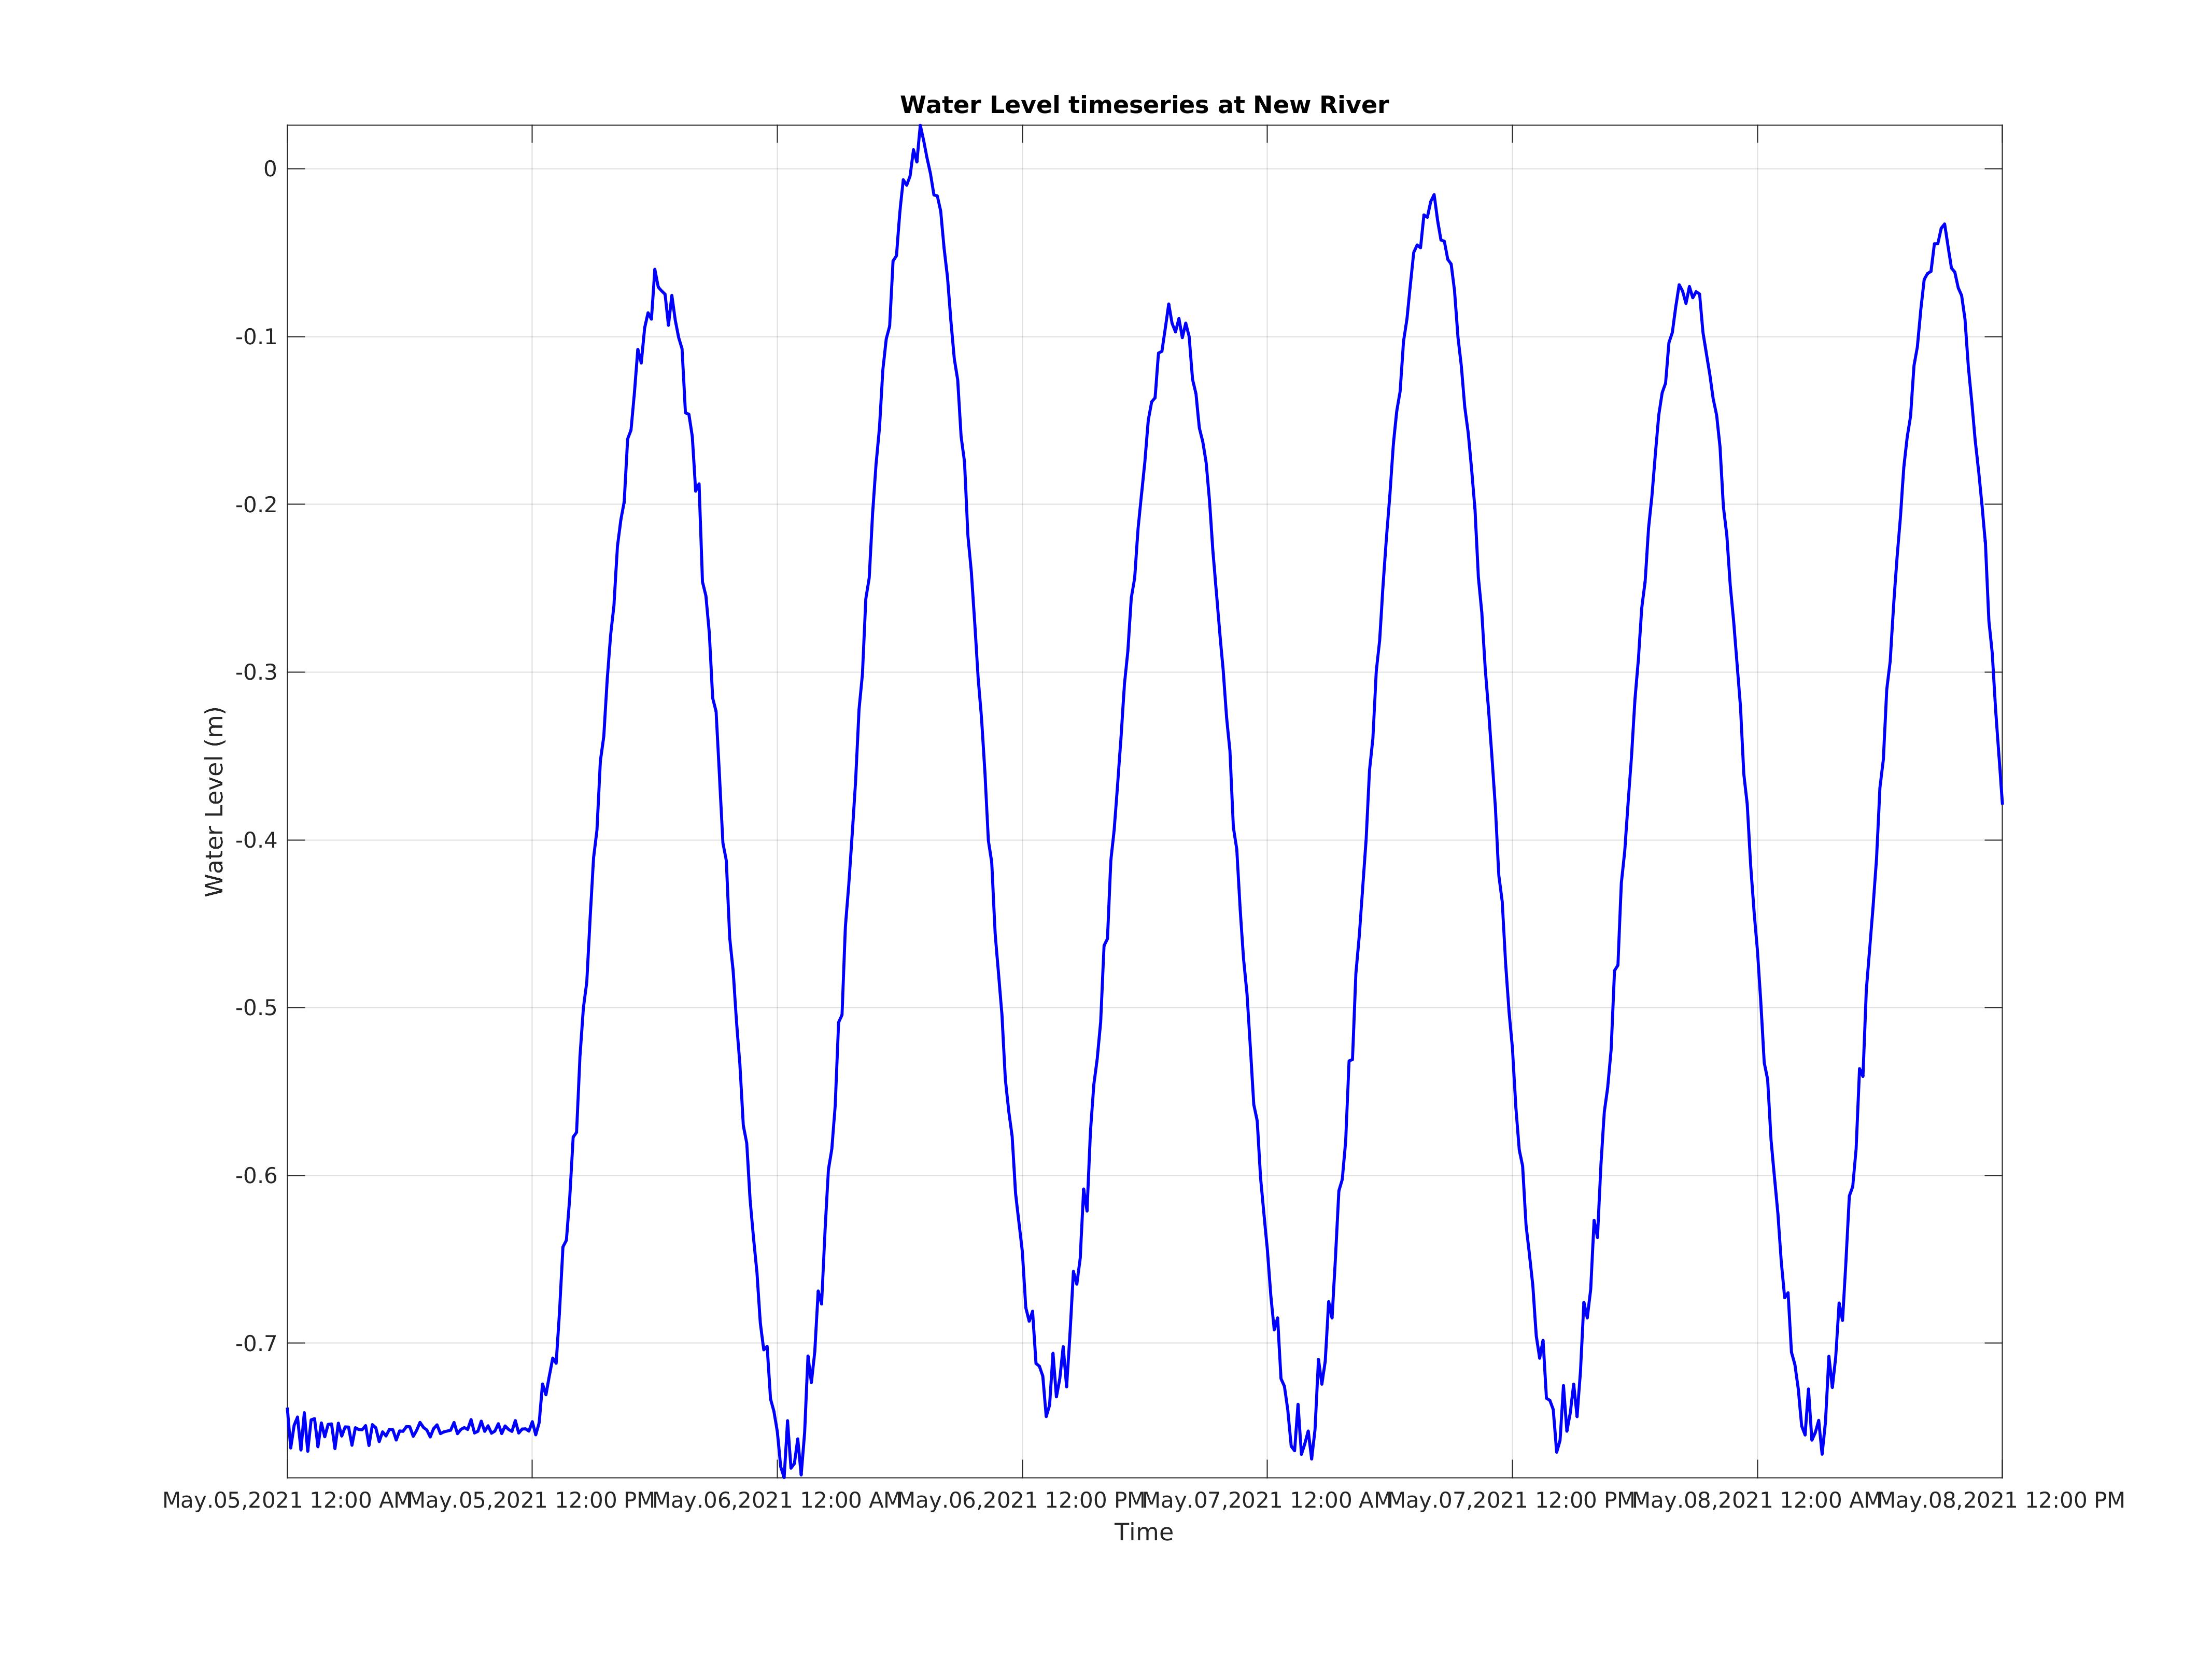 Water Level timeseries at New River
0
-0.1
-0.2
-0.3
-0.4
-0.5
-0.6
-0.7
Water Level (m)
May.05,2021 12:00 AM May.05,2021 12:00 PM May.06,2021 12:00 AM May.06,2021 12:00 PM May.07,2021 12:00 AM May.07,2021 12:00 PM May.08,2021 12:00 AM May.08,2021 12:00 PM
Time